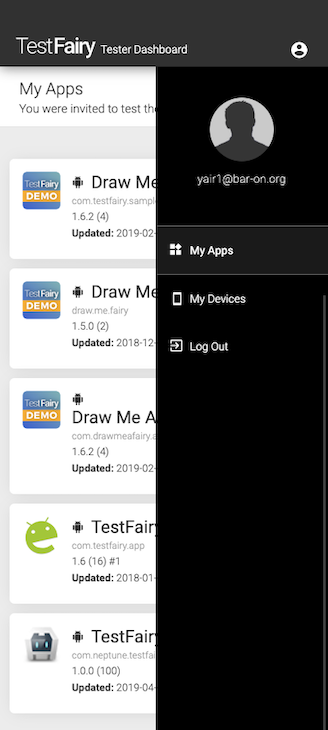 TestFairy Tester Dashboard
My Apps
You were invited to test the
yair1@bar-on.org
My Apps
My Devices
Log Out
TestFairy
DEMO
Draw Me
com.testfairy.sample
1.6.2 (4)
Updated: 2019-02-
TestFairy
DEMO
Draw Me
draw.me.fairy
1.5.0 (2)
Updated: 2018-12-
TestFairy
DEMO
Draw Me A
com.drawmeafairy.a
1.6.2 (4)
Updated: 2019-02-
TestFairy
com.testfairy.app
1.6 (16) #1
Updated: 2018-01-
TestFairy
com.neptune.testfai
1.0.0 (100)
Updated: 2019-04-